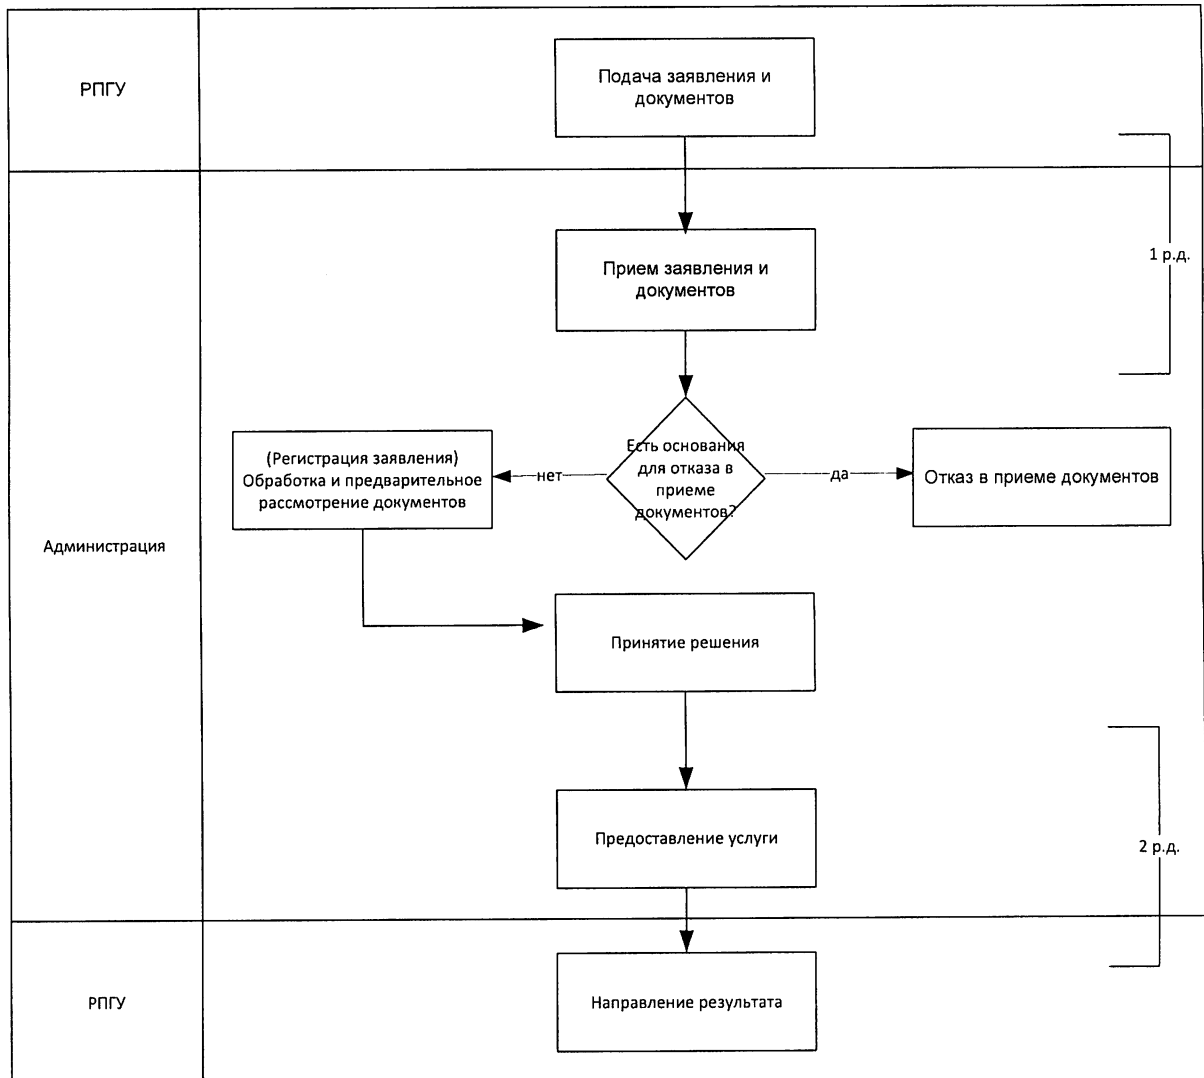 РПГУ
Подача заявления и
документов
Прием заявления и
документов
1 р.д.
Администрация
Есть основания
для отказа в
приеме
документов?
нет
(Регистрация заявления)
Обработка и предварительное
рассмотрение документов
да
Отказ в приеме документов
Принятие решения
Предоставление услуги
2 р.д.
РПГУ
Направление результата